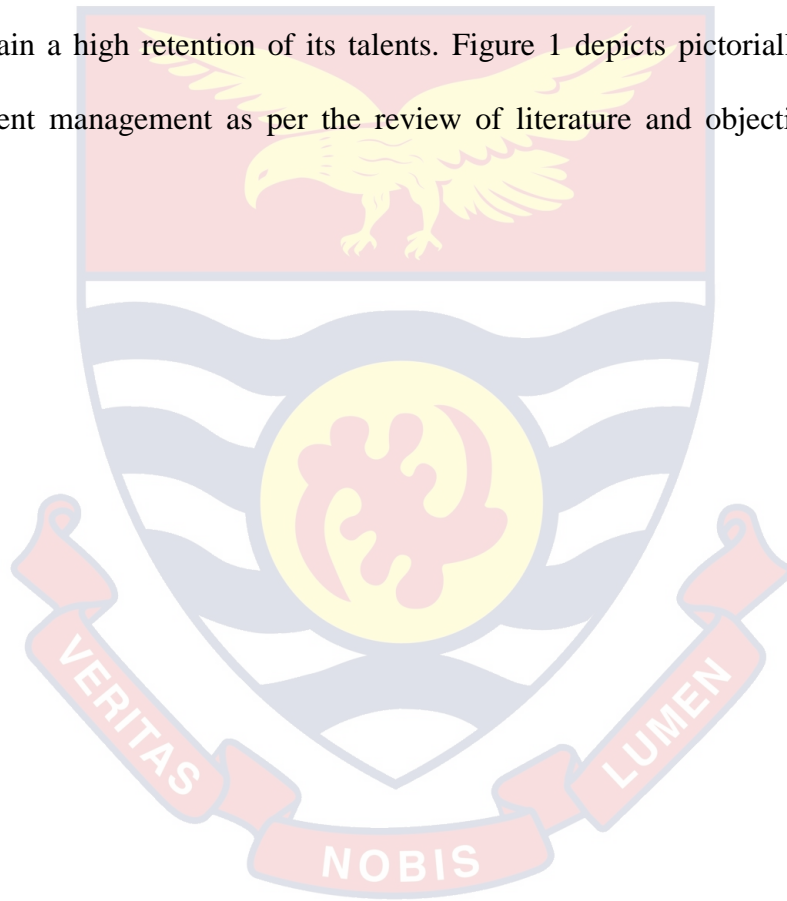 ain a high retention of its talents. Figure 1 depicts pictorially
ent management as per the review of literature and objecti
VERITAS
NOBIS
LUMEN